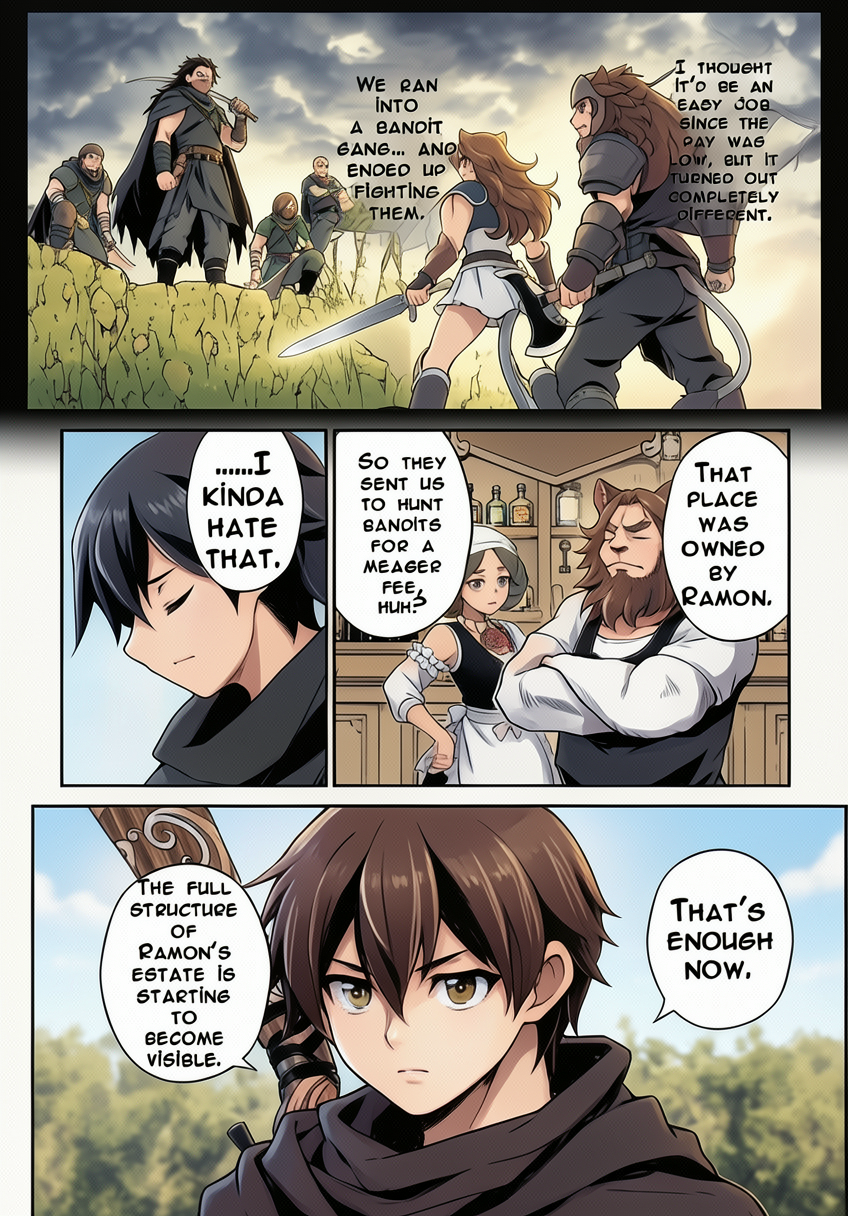 I THOUGHT
IT'D BE AN
EASY JOB
SINCE THE
PAY WAS
LOW, BUT IT
TURNED OUT
COMPLETELY
DIFFERENT.
WE RAN
INTO
A BANDIT
GANG... AND
ENDED UP
FIGHTING
THEM.
THAT
PLACE
WAS
OWNED
BY
RAMON.
SO THEY
SENT US
TO HUNT
BANDITS
FOR A
MEAGER
FEE,
HUH?
......I
KINDA
HATE
THAT.
THAT'S
ENOUGH
NOW.
THE FULL
STRUCTURE
OF
RAMON'S
ESTATE IS
STARTING
TO
BECOME
VISIBLE.